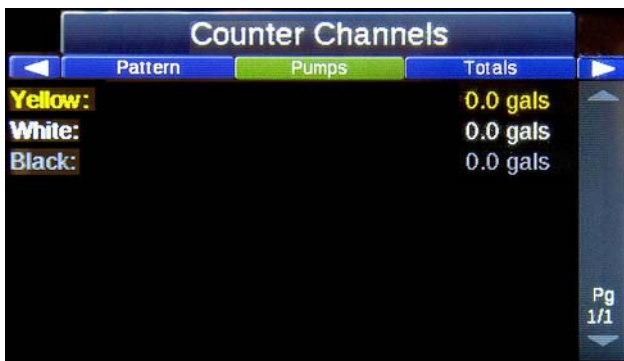 Counter Channels
Pattern Pumps Totals
Yellow: 0.0 gals
White: 0.0 gals
Black: 0.0 gals
Pg
1/1